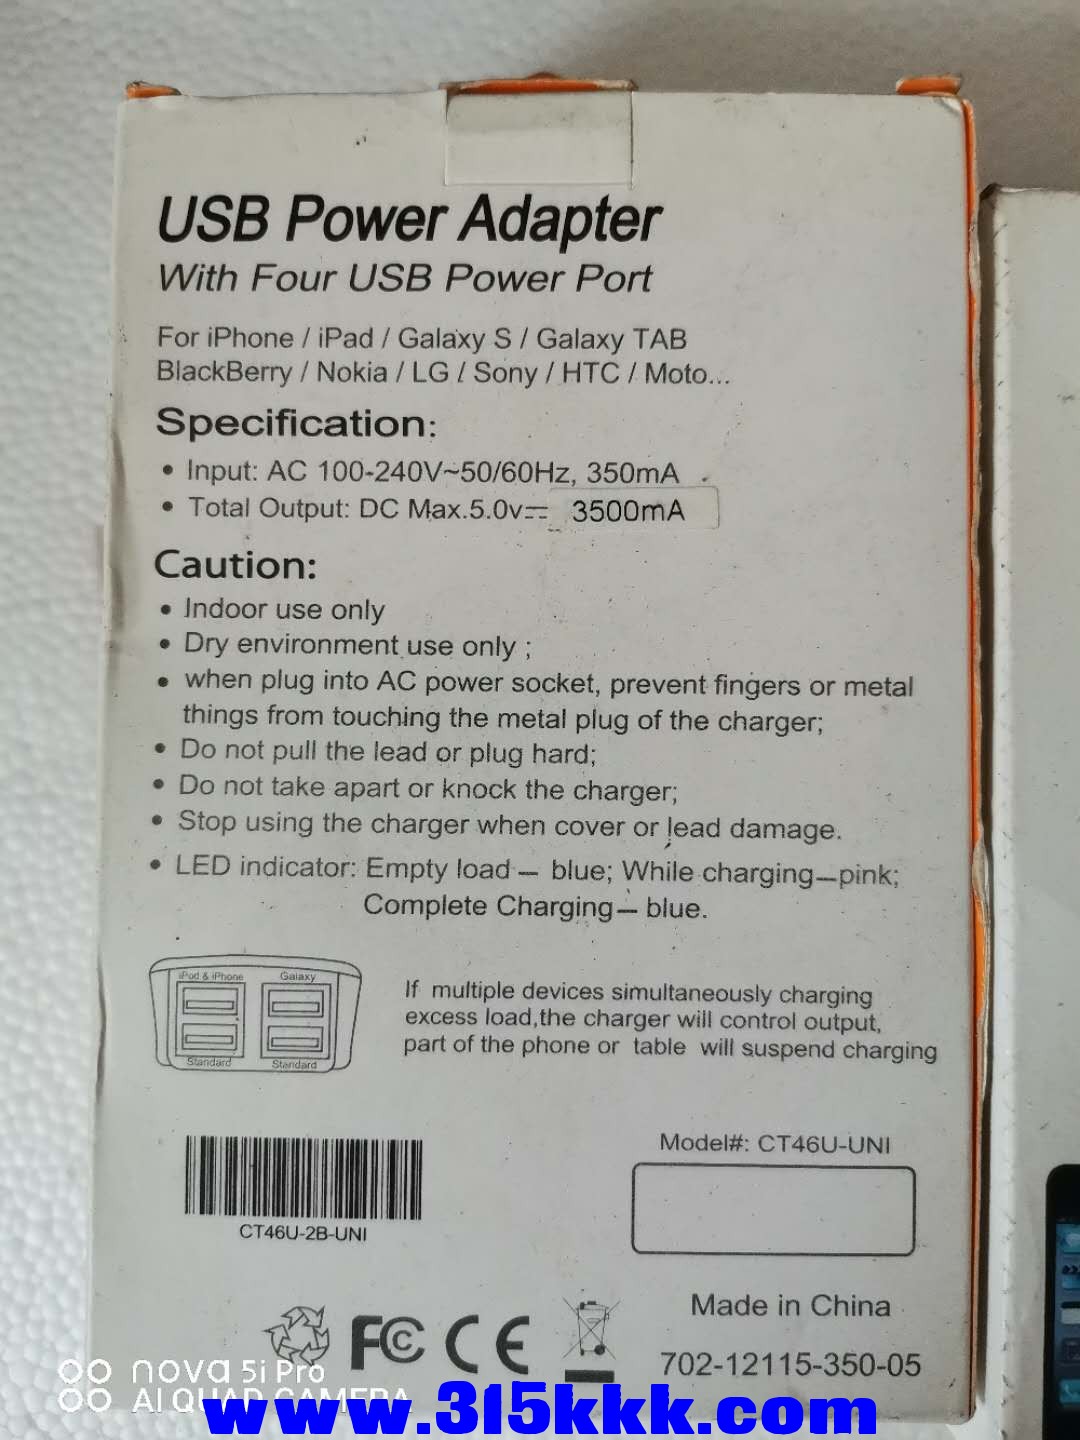 USB Power Adapter
With Four USB Power Port
For iPhone / iPad / Galaxy S / Galaxy TAB
BlackBerry / Nokia / LG / Sony / HTC / Moto...
Specification:
• Input: AC 100-240V~50/60Hz, 350mA
• Total Output: DC Max.5.0v⎓ 3500mA
Caution:
• Indoor use only
• Dry environment use only ;
• when plug into AC power socket, prevent fingers or metal
things from touching the metal plug of the charger;
• Do not pull the lead or plug hard;
• Do not take apart or knock the charger;
• Stop using the charger when cover or lead damage.
• LED indicator: Empty load – blue; While charging–pink;
Complete Charging– blue.
iPod & iPhone Galaxy
Standard Standard
If multiple devices simultaneously charging
excess load,the charger will control output,
part of the phone or table will suspend charging
CT46U-2B-UNI
Model#: CT46U-UNI
FC CE
Made in China
702-12115-350-05
nova 5i Pro
AI QUAD CAMERA
www.315kkk.com